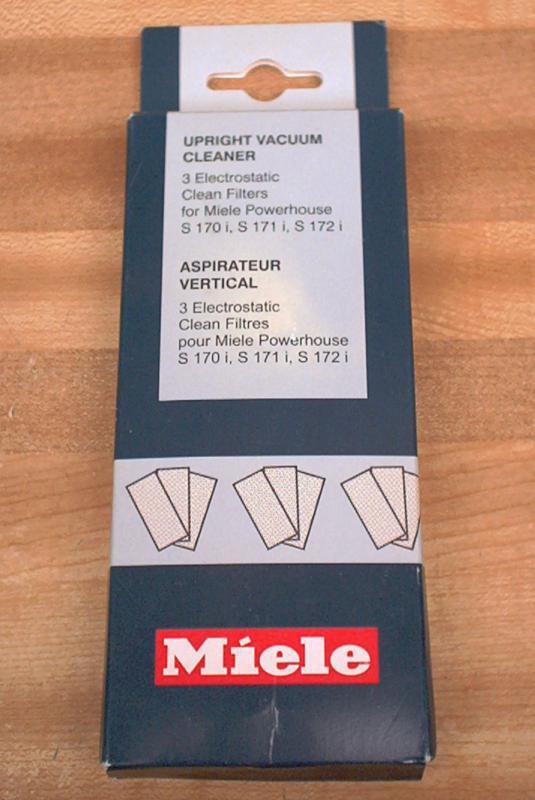 UPRIGHT VACUUM
CLEANER
3 Electrostatic
Clean Filters
for Miele Powerhouse
S 170 i, S 171 i, S 172 i
ASPIRATEUR
VERTICAL
3 Electrostatic
Clean Filtres
pour Miele Powerhouse
S 170 i, S 171 i, S 172 i
Miele